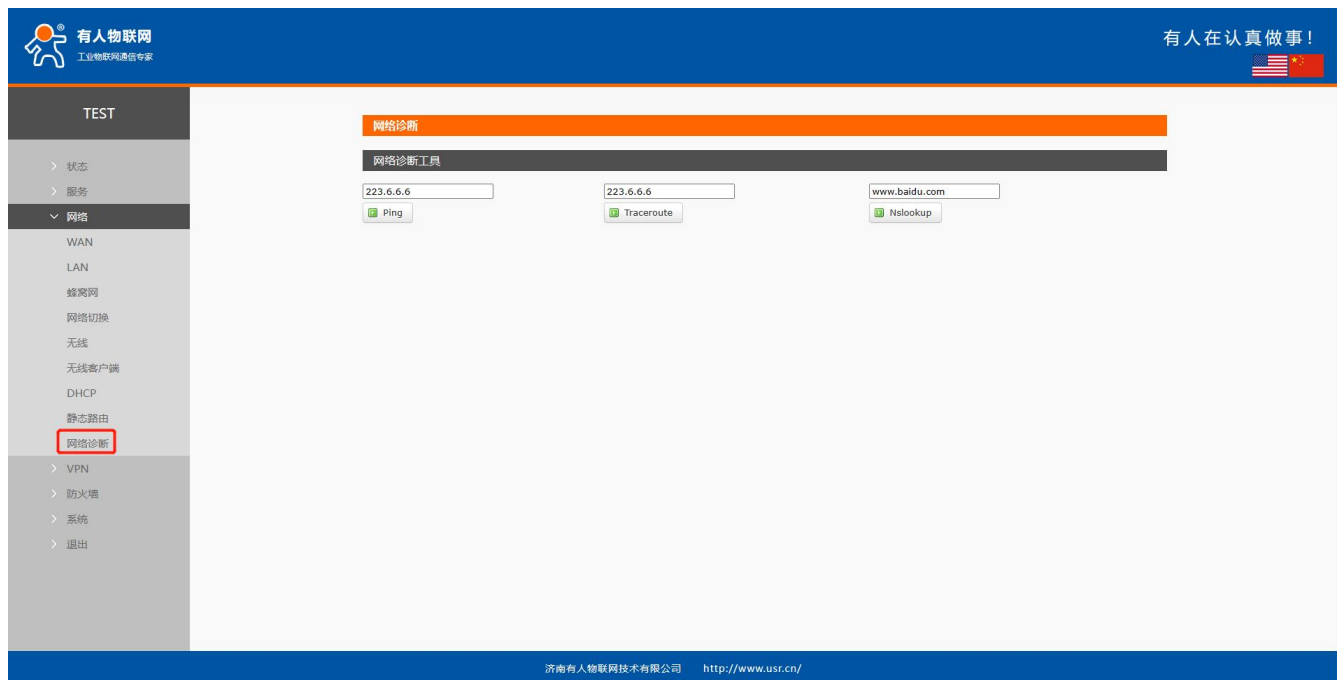 有人物联网
工业物联网通信专家
有人在认真做事!
TEST
状态
服务
网络
WAN
LAN
蜂窝网
网络切换
无线
无线客户端
DHCP
静态路由
网络诊断
VPN
防火墙
系统
退出
网络诊断
网络诊断工具
223.6.6.6 223.6.6.6 www.baidu.com
Ping Traceroute Nslookup
济南有人物联网技术有限公司 http://www.usr.cn/